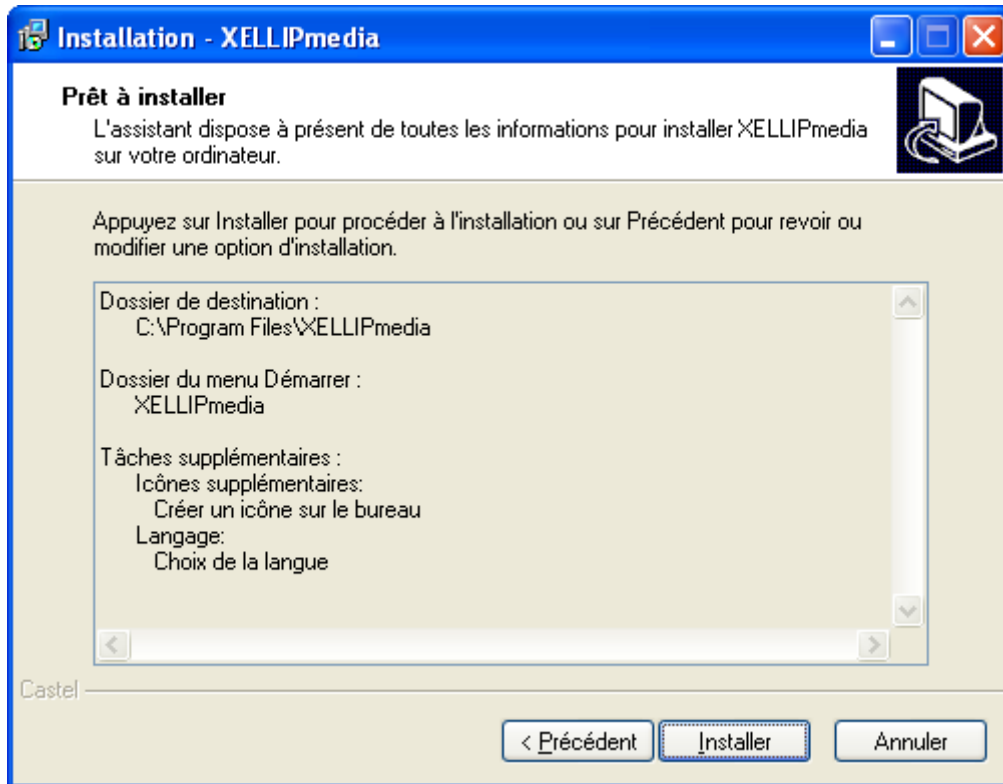 Installation - XELLIPmedia
Prêt à installer
L'assistant dispose à présent de toutes les informations pour installer XELLIPmedia
sur votre ordinateur.
Appuyez sur Installer pour procéder à l'installation ou sur Précédent pour revoir ou
modifier une option d'installation.
Dossier de destination :
C:\Program Files\XELLIPmedia
Dossier du menu Démarrer :
XELLIPmedia
Tâches supplémentaires :
Icônes supplémentaires:
Créer un icône sur le bureau
Langage:
Choix de la langue
Castel
< Précédent Installer Annuler